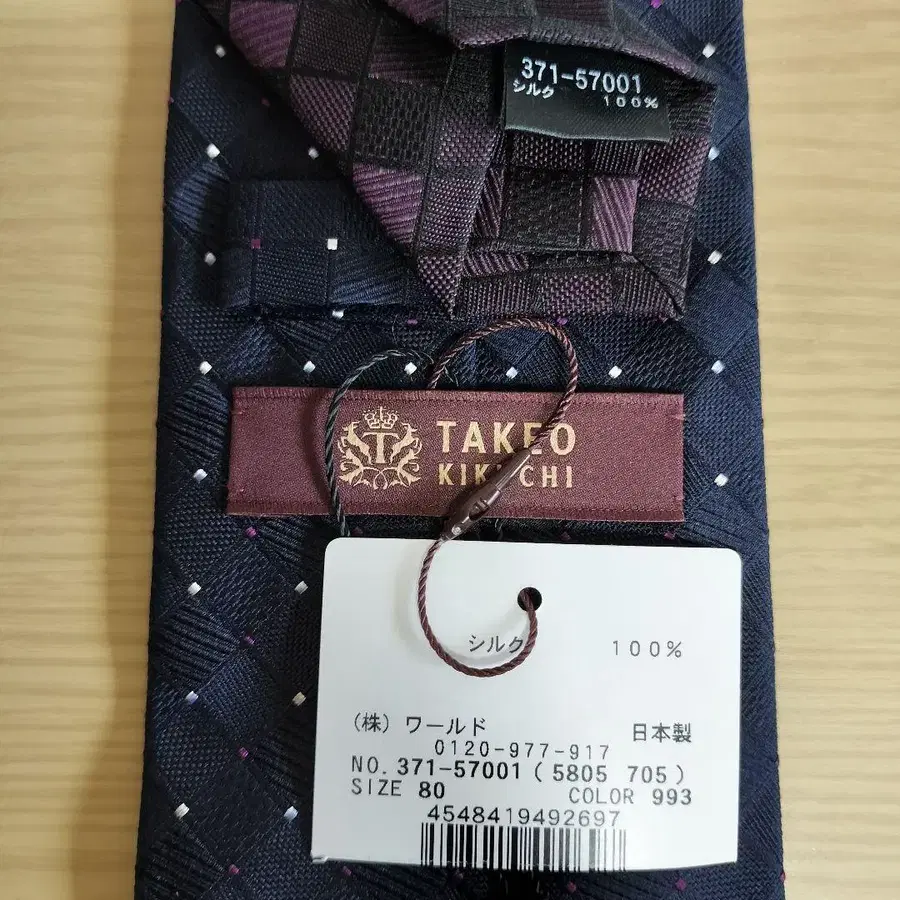 371-57001
シルク 100%
T
TAKEO
KIKUCHI
シルク 100%
(株) ワールド 日本製
0120-977-917
NO. 371-57001 ( 5805 705 )
SIZE 80 COLOR 993
4548419492697